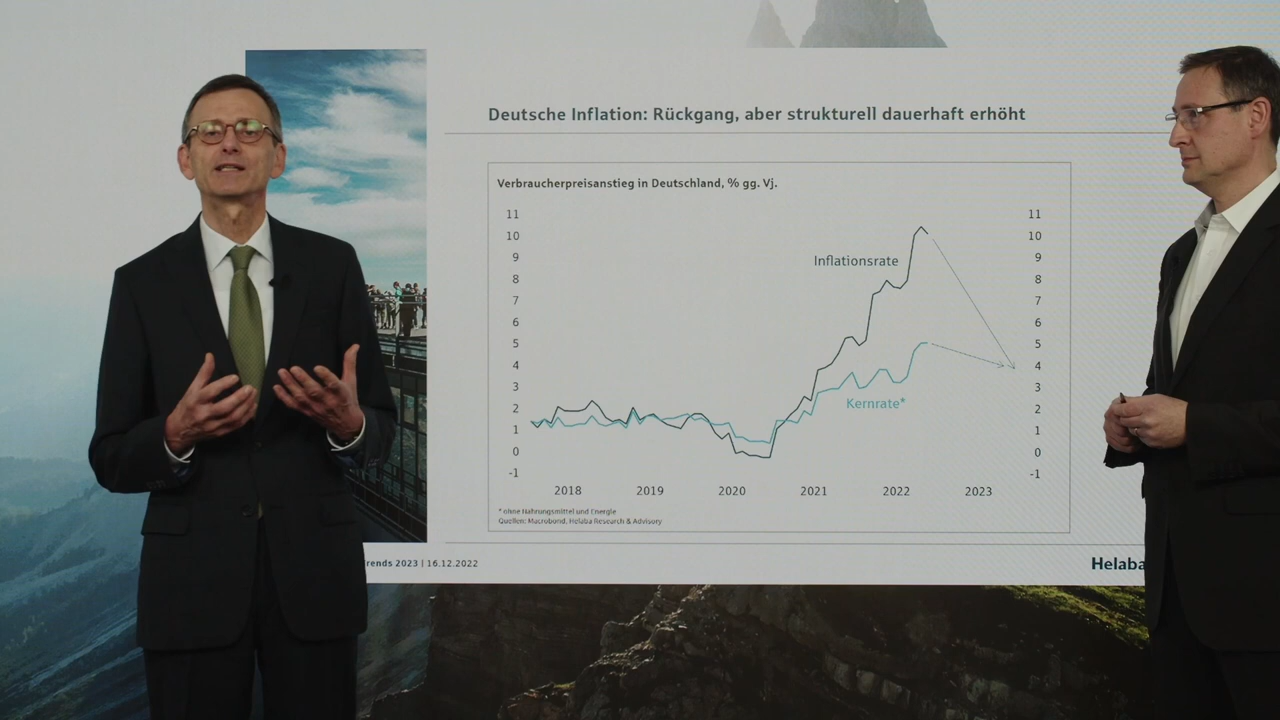 Deutsche Inflation: Rückgang, aber strukturell dauerhaft erhöht
Verbraucherpreisanstieg in Deutschland, % gg. Vj.
11 11
10 10
9 9
8 8
7 7
6 6
5 5
4 4
3 3
2 2
1 1
0 0
-1 -1
Inflationsrate
Kernrate*
2018 2019 2020 2021 2022 2023
* ohne Nahrungsmittel und Energie
Quellen: Macrobond, Helaba Research & Advisory
rends 2023 | 16.12.2022
Helaba